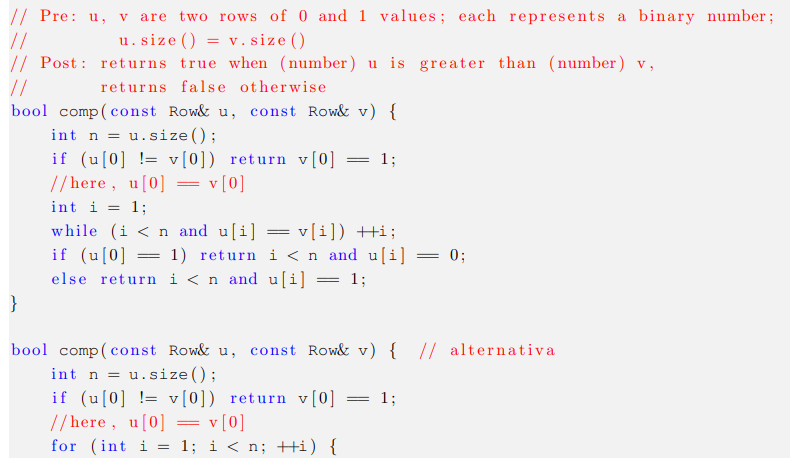 // Pre: u, v are two rows of 0 and 1 values; each represents a binary number;
// u.size() = v.size()
// Post: returns true when (number) u is greater than (number) v,
// returns false otherwise
bool comp(const Row& u, const Row& v) {
int n = u.size();
if (u[0] != v[0]) return v[0] == 1;
//here, u[0] == v[0]
int i = 1;
while (i < n and u[i] == v[i]) ++i;
if (u[0] == 1) return i < n and u[i] == 0;
else return i < n and u[i] == 1;
}
bool comp(const Row& u, const Row& v) { // alternativa
int n = u.size();
if (u[0] != v[0]) return v[0] == 1;
//here, u[0] == v[0]
for (int i = 1; i < n; ++i) {